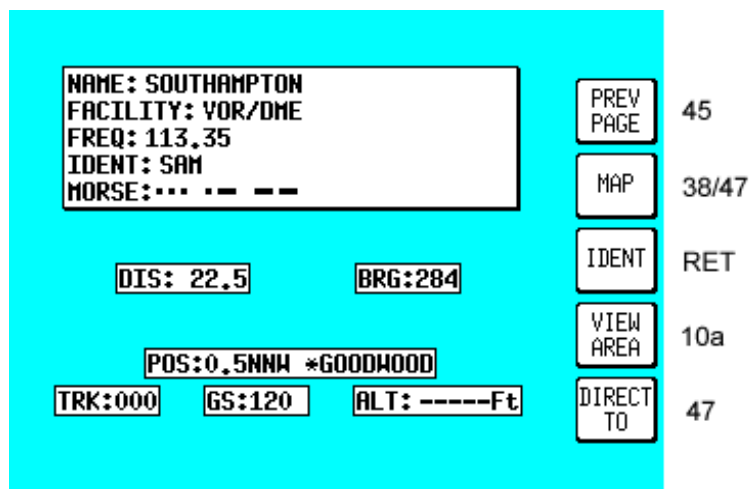 NAME: SOUTHAMPTON
FACILITY: VOR/DME
FREQ: 113.35
IDENT: SAM
MORSE:••• •— ——
DIS: 22.5 BRG:284
POS:0.5NNW *GOODWOOD
TRK:000 GS:120 ALT: -----Ft
PREV
PAGE
45
MAP
38/47
IDENT
RET
VIEW
AREA
10a
DIRECT
TO
47